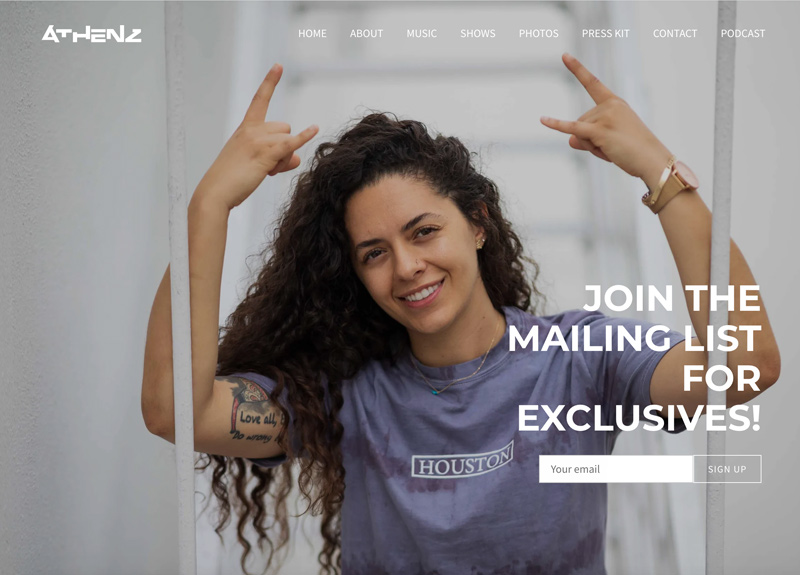 ATHENZ
HOME ABOUT MUSIC SHOWS PHOTOS PRESS KIT CONTACT PODCAST
JOIN THE
MAILING LIST
FOR
EXCLUSIVES!
Love all,
HOUSTON
Your email SIGN UP